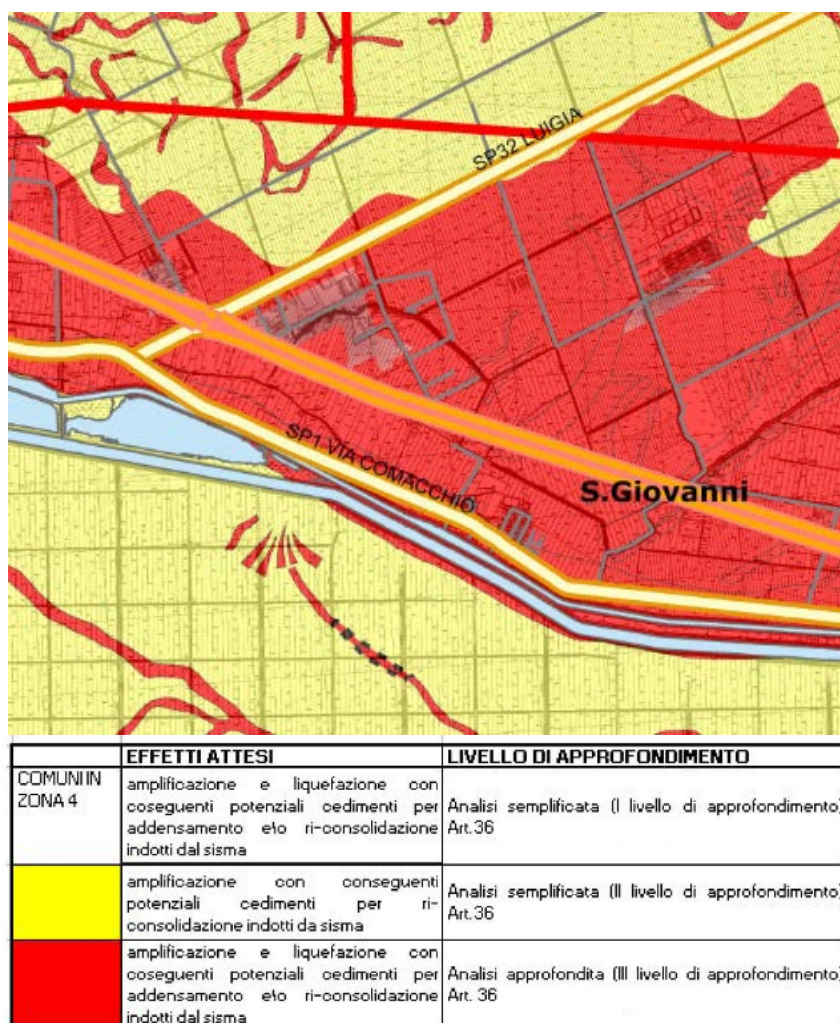 SP32 LUIGIA
SP1 VIA COMACCHIO
S.Giovanni
EFFETTI ATTESI
LIVELLO DI APPROFONDIMENTO
COMUNI IN
ZONA 4
amplificazione e liquefazione con
coseguenti potenziali cedimenti per
addensamento e\o ri-consolidazione
indotti dal sisma
Analisi semplificata (I livello di approfondimento)
Art.36
amplificazione con conseguenti
potenziali cedimenti per ri-
consolidazione indotti da sisma
Analisi semplificata (II livello di approfondimento)
Art.36
amplificazione e liquefazione con
coseguenti potenziali cedimenti per
addensamento e\o ri-consolidazione
indotti dal sisma
Analisi approfondita (III livello di approfondimento)
Art. 36